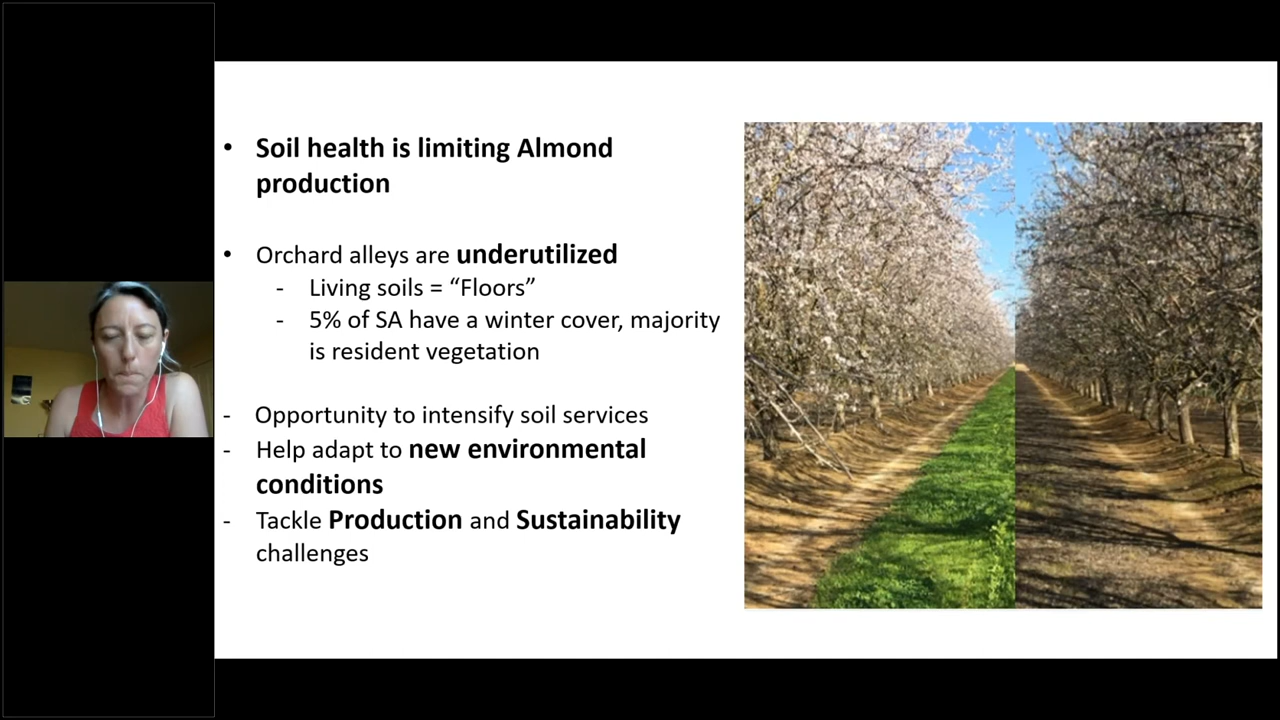 • Soil health is limiting Almond
production
• Orchard alleys are underutilized
- Living soils = “Floors”
- 5% of SA have a winter cover, majority
is resident vegetation
- Opportunity to intensify soil services
- Help adapt to new environmental
conditions
- Tackle Production and Sustainability
challenges